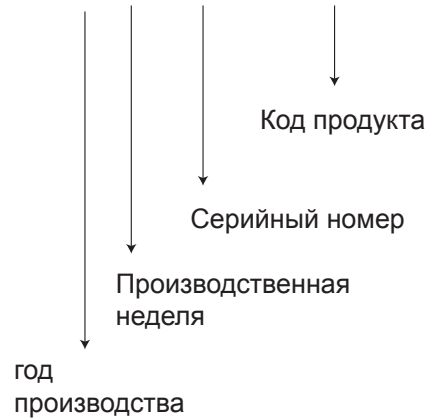 Код продукта
Серийный номер
Производственная
неделя
год
производства